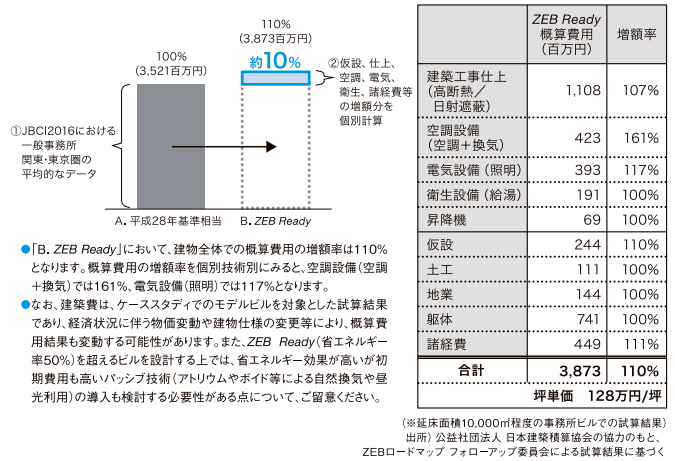 110%
(3,873百万円)
100%
(3,521百万円)
約10%
②仮設、仕上、
空調、電気、
衛生、諸経費等
の増額分を
個別計算
①JBCI2016における
一般事務所
関東・東京圏の
平均的なデータ
A. 平成28年基準相当
B. ZEB Ready
●「B. ZEB Ready」において、建物全体での概算費用の増額率は110%
となります。概算費用の増額率を個別技術別にみると、空調設備(空調
+換気)では161%、電気設備(照明)では117%となります。
●なお、建築費は、ケーススタディでのモデルビルを対象とした試算結果
であり、経済状況に伴う物価変動や建物仕様の変更等により、概算費
用結果も変動する可能性があります。また、ZEB Ready(省エネルギー
率50%)を超えるビルを設計する上では、省エネルギー効果が高いが初
期費用も高いパッシブ技術(アトリウムやボイド等による自然換気や昼
光利用)の導入も検討する必要性がある点について、ご留意ください。
ZEB Ready
概算費用
(百万円)
増額率
建築工事仕上
(高断熱/
日射遮蔽)
1,108 107%
空調設備
(空調+換気)
423 161%
電気設備(照明) 393 117%
衛生設備(給湯) 191 100%
昇降機 69 100%
仮設 244 110%
土工 111 100%
地業 144 100%
躯体 741 100%
諸経費 449 111%
合計 3,873 110%
坪単価 128万円/坪
(※延床面積10,000㎡程度の事務所ビルでの試算結果)
出所)公益社団法人 日本建築積算協会の協力のもと、
ZEBロードマップ フォローアップ委員会による試算結果に基づく